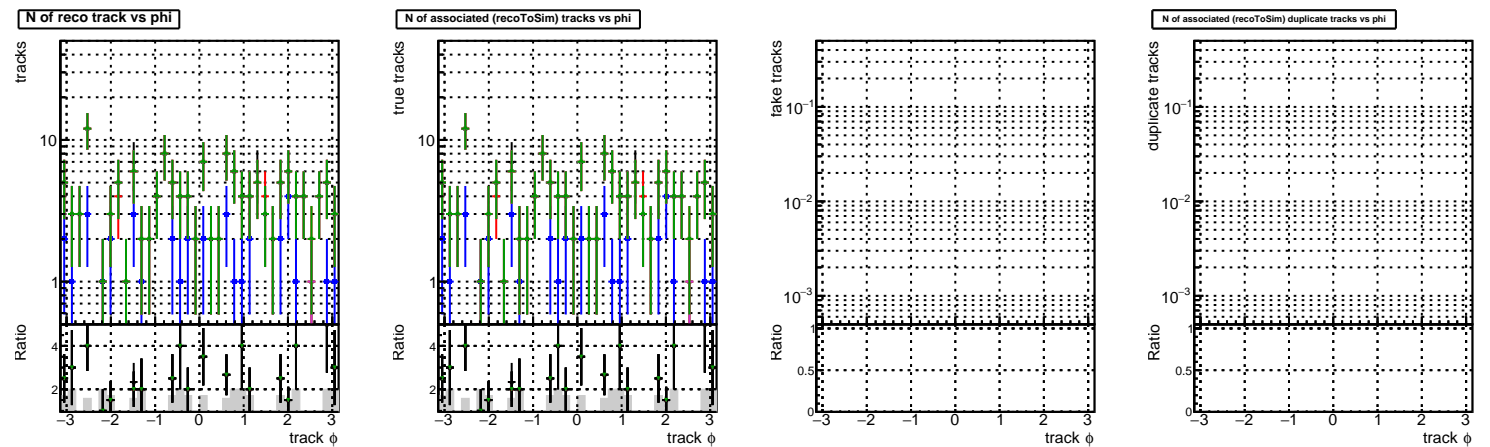 N of reco track vs phi
tracks
10
1
Ratio
4
2
−3 −2 −1 0 1 2 3
track ϕ
N of associated (recoToSim) tracks vs phi
true tracks
10
1
Ratio
4
2
−3 −2 −1 0 1 2 3
track ϕ
fake tracks
10−1
10−2
10−3
Ratio
1
0.5
0
−3 −2 −1 0 1 2 3
track ϕ
N of associated (recoToSim) duplicate tracks vs phi
duplicate tracks
10−1
10−2
10−3
Ratio
1
0.5
0
−3 −2 −1 0 1 2 3
track ϕ